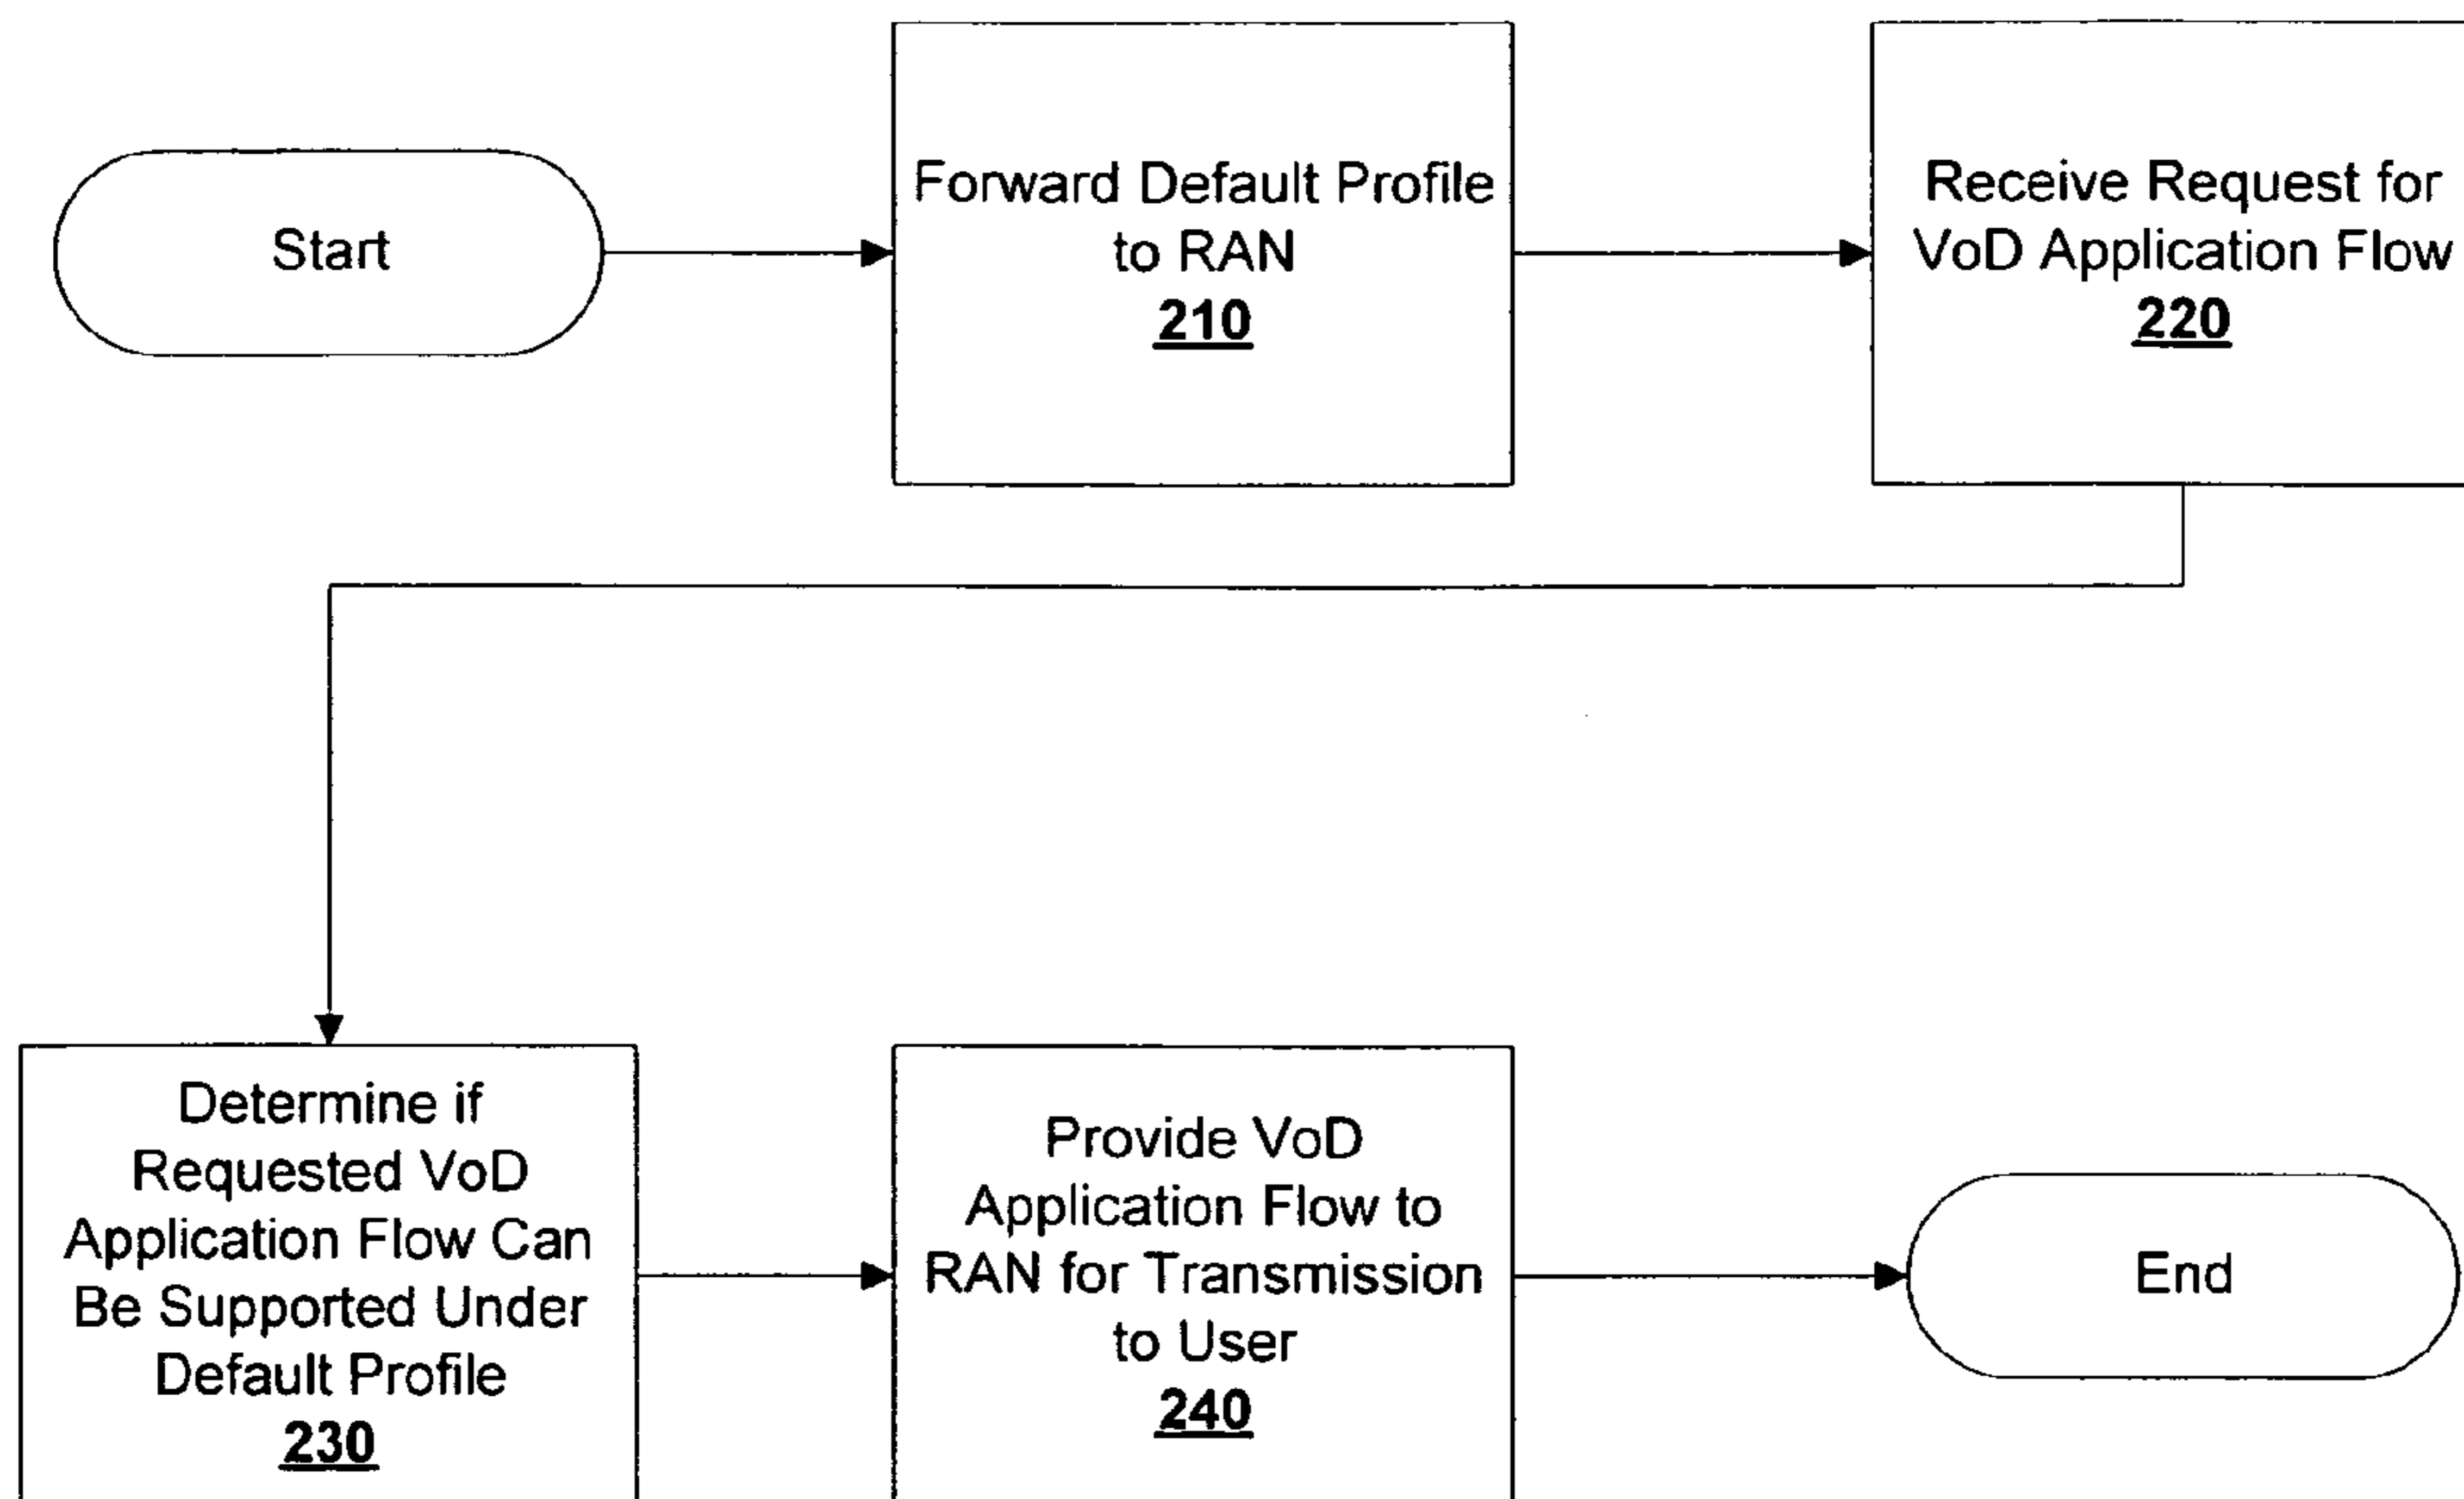 Start
Forward Default Profile
to RAN
210
Receive Request for
VoD Application Flow
220
Determine if
Requested VoD
Application Flow Can
Be Supported Under
Default Profile
230
Provide VoD
Application Flow to
RAN for Transmission
to User
240
End